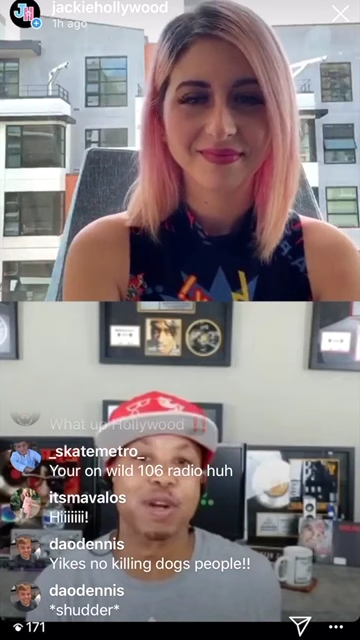 jackiehollywood
1h ago
What up Hollywood
_skatemetro_
Your on wild 106 radio huh
itsmavalos
Hiiiiiii!
daodennis
Yikes no killing dogs people!!
daodennis
*shudder*
171